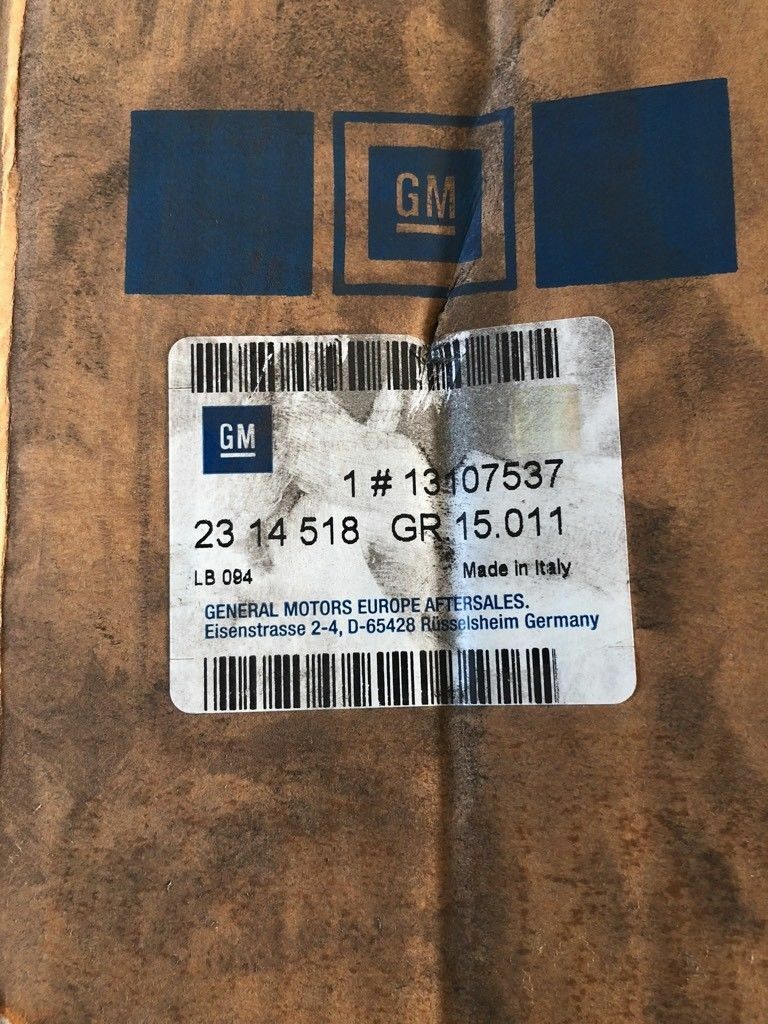 GM
GM
1 # 13107537
23 14 518 GR 15.011
LB 094 Made in Italy
GENERAL MOTORS EUROPE AFTERSALES.
Eisenstrasse 2-4, D-65428 Rüsselsheim Germany